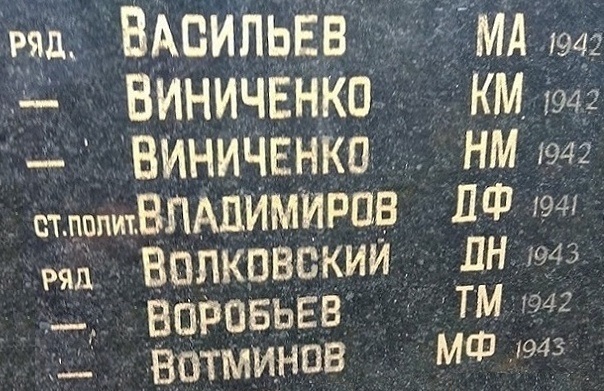 РЯД. ВАСИЛЬЕВ МА 1942
— ВИНИЧЕНКО КМ 1942
— ВИНИЧЕНКО НМ 1942
СТ.ПОЛИТ. ВЛАДИМИРОВ ДФ 1941
РЯД ВОЛКОВСКИЙ ДН 1943
— ВОРОБЬЕВ ТМ 1942
— ВОТМИНОВ МФ 1943